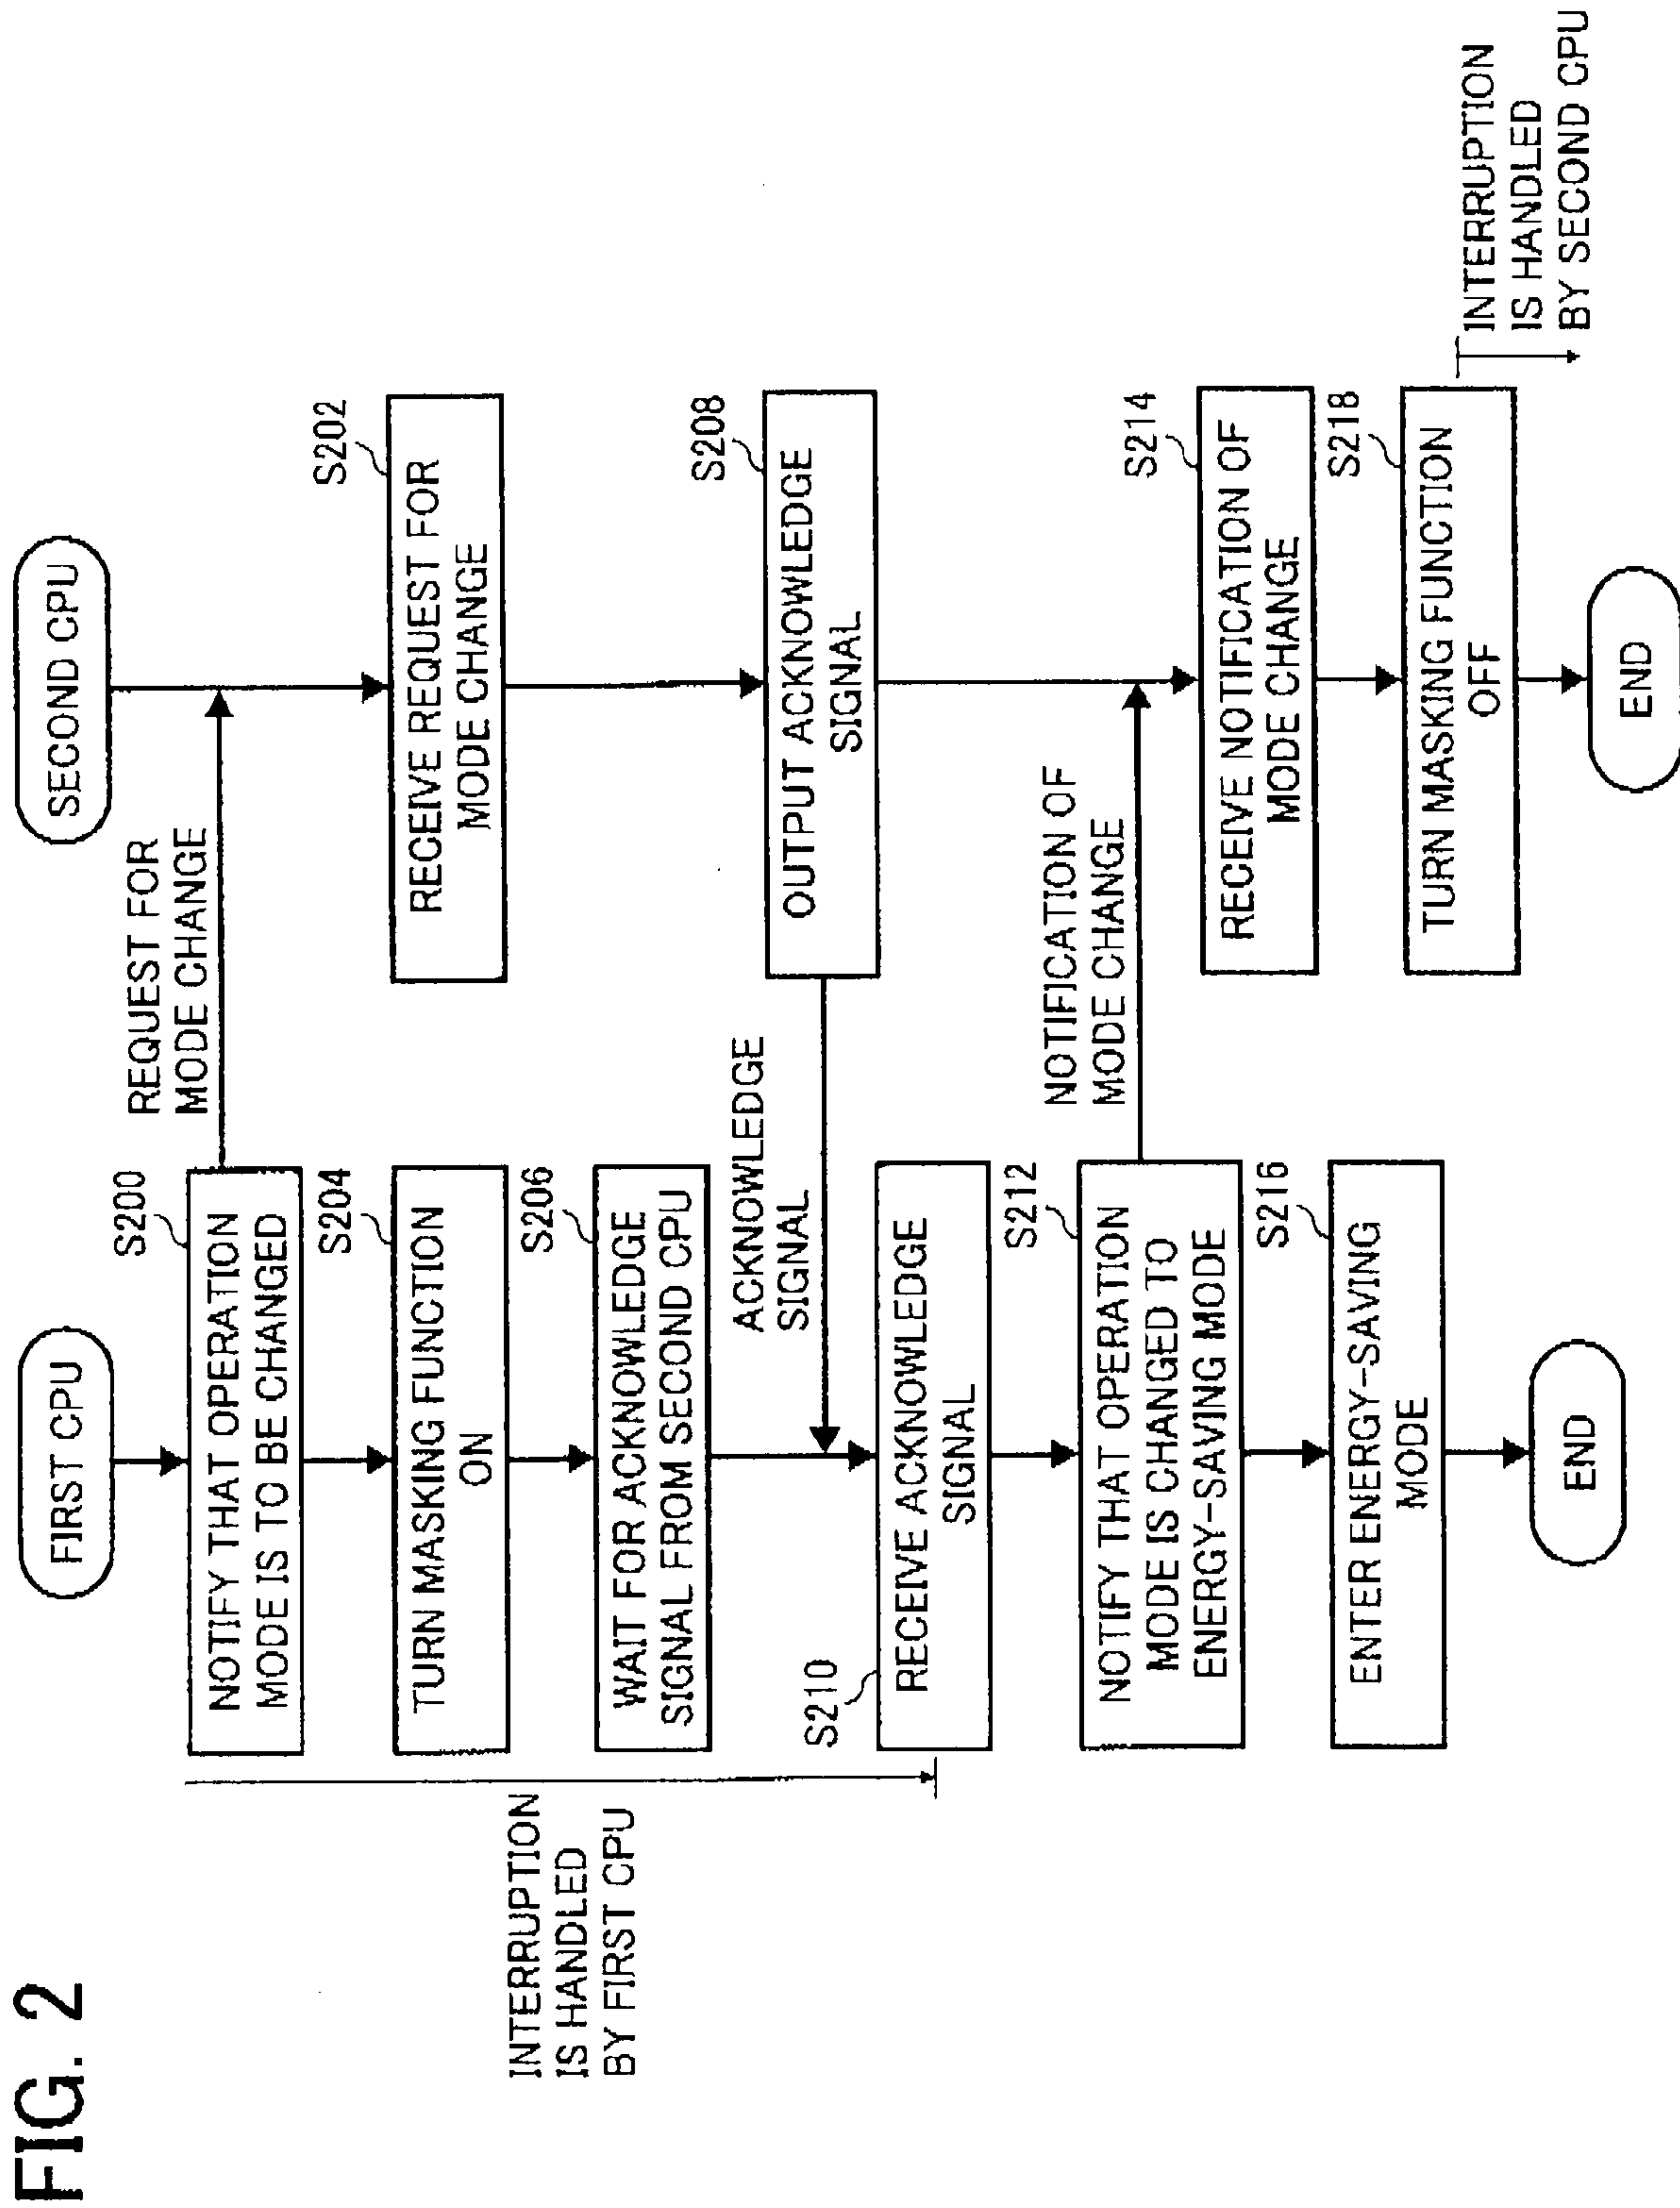 FIG. 2
FIRST CPU
SECOND CPU
REQUEST FOR
MODE CHANGE
S200
NOTIFY THAT OPERATION
MODE IS TO BE CHANGED
S202
RECEIVE REQUEST FOR
MODE CHANGE
S204
TURN MASKING FUNCTION
ON
S206
WAIT FOR ACKNOWLEDGE
SIGNAL FROM SECOND CPU
INTERRUPTION
IS HANDLED
BY FIRST CPU
S208
OUTPUT ACKNOWLEDGE
SIGNAL
ACKNOWLEDGE
SIGNAL
S210
RECEIVE ACKNOWLEDGE
SIGNAL
S212
NOTIFY THAT OPERATION
MODE IS CHANGED TO
ENERGY-SAVING MODE
NOTIFICATION OF
MODE CHANGE
S214
RECEIVE NOTIFICATION OF
MODE CHANGE
S216
ENTER ENERGY-SAVING
MODE
S218
TURN MASKING FUNCTION
OFF
INTERRUPTION
IS HANDLED
BY SECOND CPU
END
END